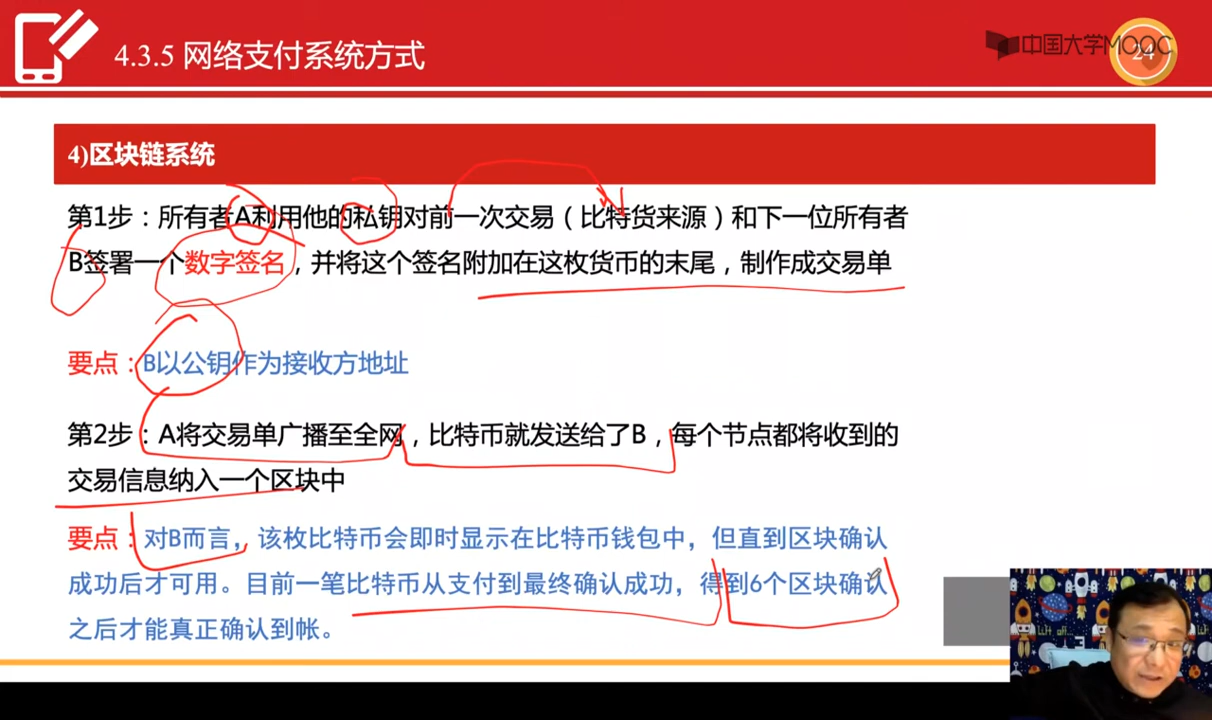 4.3.5 网络支付系统方式
中国大学MOOC
24
4)区块链系统
第1步：所有者A利用他的私钥对前一次交易（比特货来源）和下一位所有者
B签署一个数字签名，并将这个签名附加在这枚货币的末尾，制作成交易单
要点：B以公钥作为接收方地址
第2步：A将交易单广播至全网，比特币就发送给了B，每个节点都将收到的
交易信息纳入一个区块中
要点：对B而言，，该枚比特币会即时显示在比特币钱包中，但直到区块确认
成功后才可用。目前一笔比特币从支付到最终确认成功，得到6个区块确认
之后才能真正确认到帐。